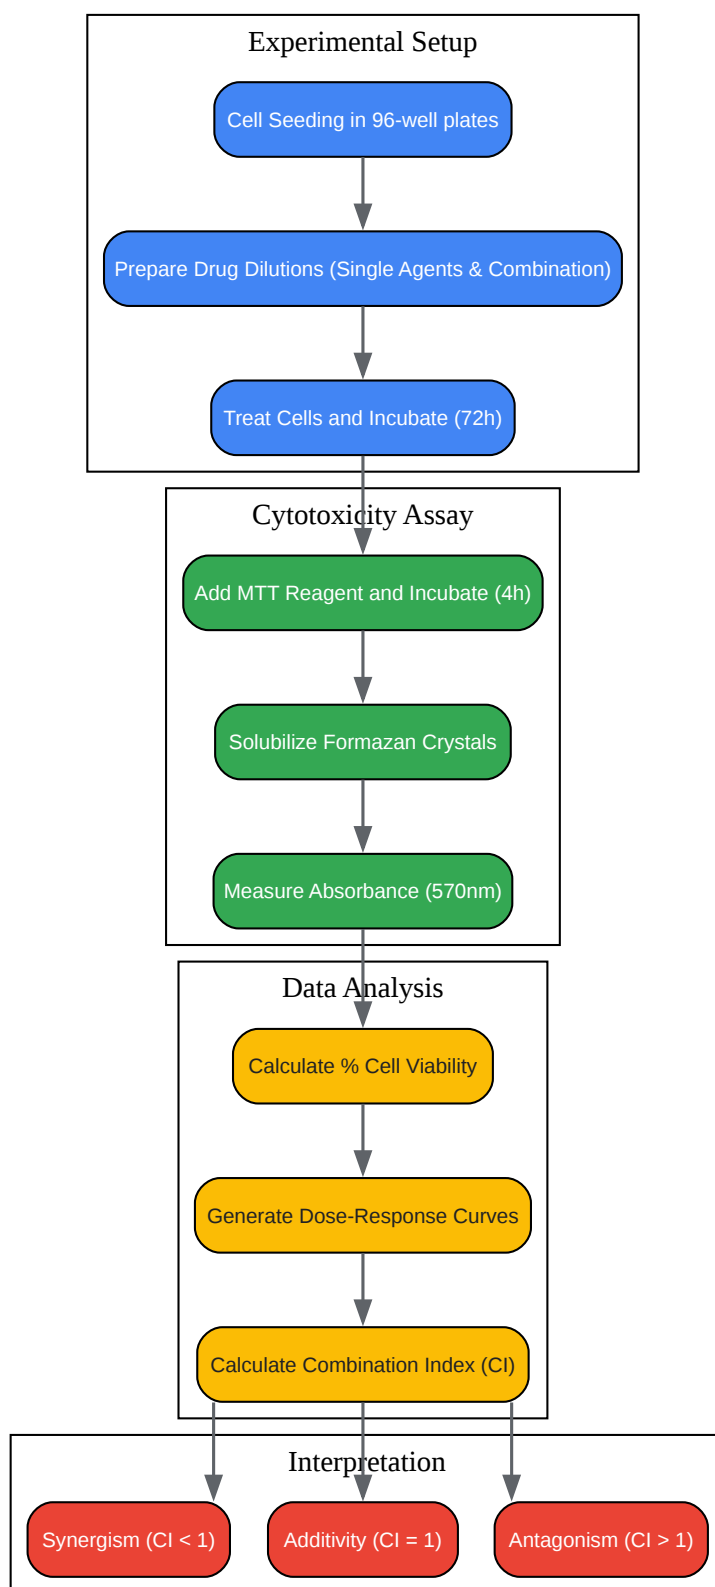 Experimental Setup
Cell Seeding in 96-well plates
Prepare Drug Dilutions (Single Agents & Combination)
Treat Cells and Incubate (72h)
Cytotoxicity Assay
Add MTT Reagent and Incubate (4h)
Solubilize Formazan Crystals
Measure Absorbance (570nm)
Data Analysis
Calculate % Cell Viability
Generate Dose-Response Curves
Calculate Combination Index (CI)
Interpretation
Synergism (CI < 1)
Additivity (CI = 1)
Antagonism (CI > 1)